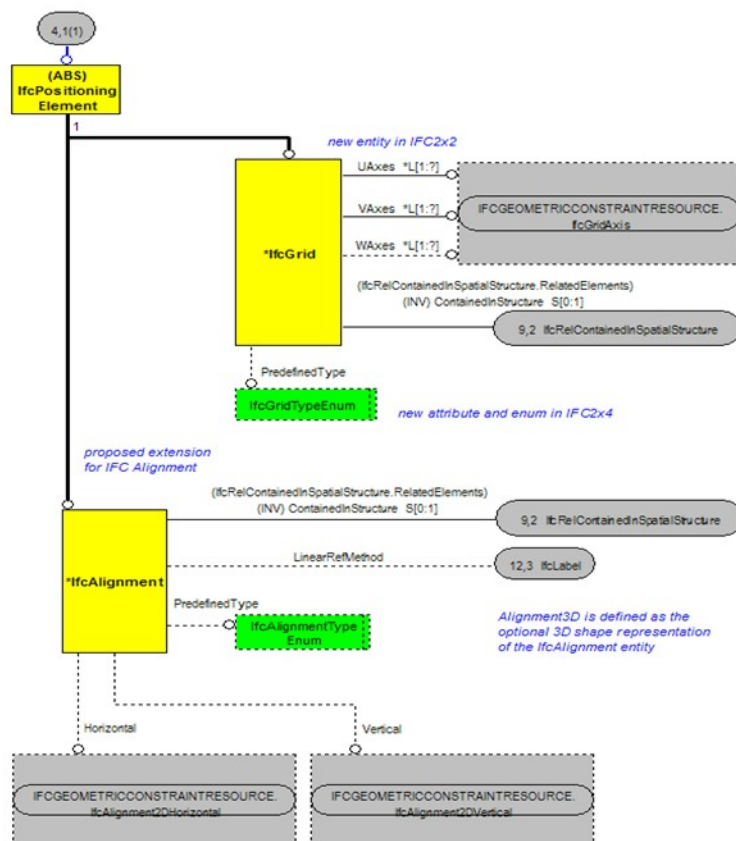 4,1(1)
(ABS)
IfcPositioning
Element
1
new entity in IFC2x2
UAxes *L[1:?]
VAxes *L[1:?]
WAxes *L[1:?]
IFCGEOMETRICCONSTRAINTRESOURCE.
IfcGridAxis
*IfcGrid
(IfcRelContainedInSpatialStructure.RelatedElements)
(INV) ContainedInStructure S[0:1]
9,2 IfcRelContainedInSpatialStructure
PredefinedType
IfcGridTypeEnum
new attribute and enum in IFC2x4
proposed extension
for IFC Alignment
(IfcRelContainedInSpatialStructure.RelatedElements)
(INV) ContainedInStructure S[0:1]
9,2 IfcRelContainedInSpatialStructure
LinearRefMethod
12,3 IfcLabel
*IfcAlignment
PredefinedType
IfcAlignmentType
Enum
Alignment3D is defined as the
optional 3D shape representation
of the IfcAlignment entity
Horizontal
Vertical
IFCGEOMETRICCONSTRAINTRESOURCE.
IfcAlignment2DHorizontal
IFCGEOMETRICCONSTRAINTRESOURCE.
IfcAlignment2DVertical